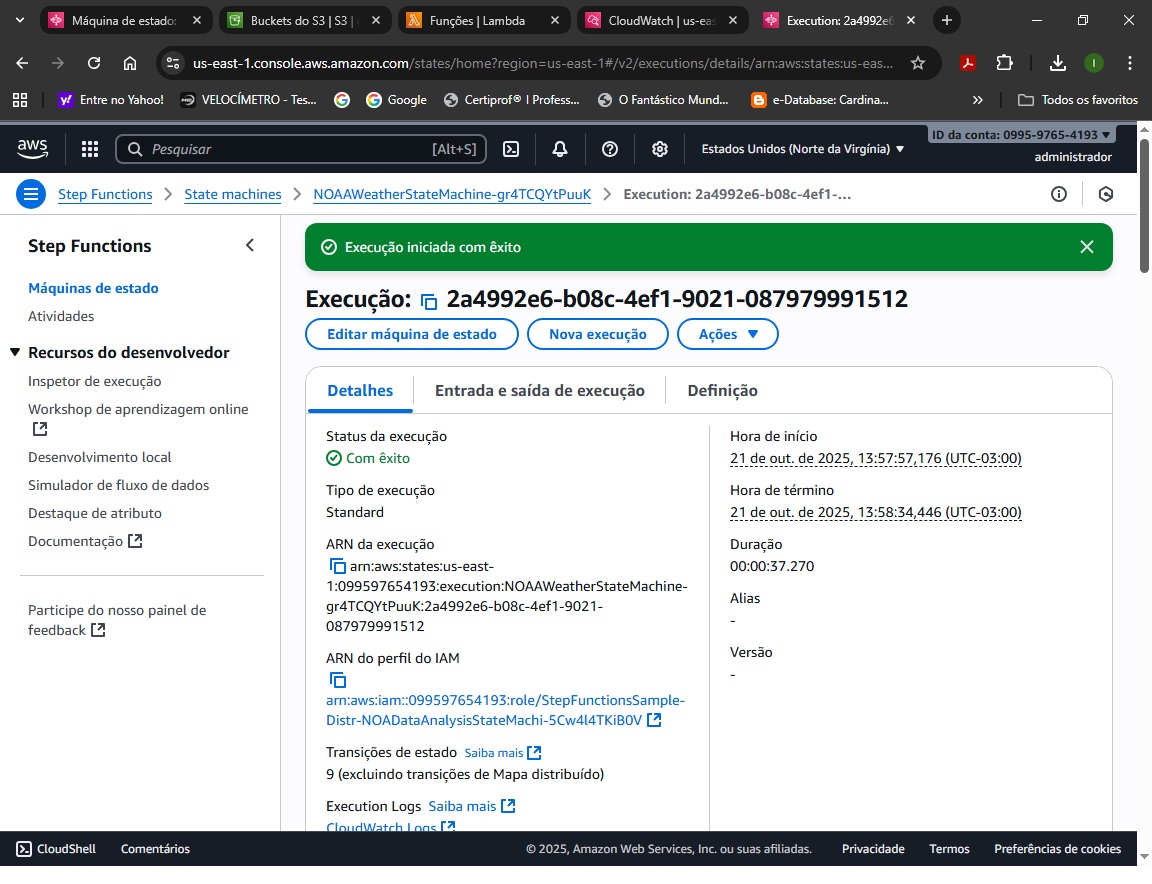 Máquina de estado:
Buckets do S3 | S3 |
Funções | Lambda
CloudWatch | us-eas
Execution: 2a4992e6
us-east-1.console.aws.amazon.com/states/home?region=us-east-1#/v2/executions/details/arn:aws:states:us-eas...
I
Entre no Yahoo!
VELOCÍMETRO - Tes...
Google
Certiprof® I Profess...
O Fantástico Mund...
e-Database: Cardina...
Todos os favoritos
aws
Pesquisar
[Alt+S]
Estados Unidos (Norte da Virgínia)
ID da conta: 0995-9765-4193
administrador
Step Functions
State machines
NOAAWeatherStateMachine-gr4TCQYtPuuK
Execution: 2a4992e6-b08c-4ef1-...
Step Functions
Máquinas de estado
Atividades
Recursos do desenvolvedor
Inspetor de execução
Workshop de aprendizagem online
Desenvolvimento local
Simulador de fluxo de dados
Destaque de atributo
Documentação
Participe do nosso painel de
feedback
Execução iniciada com êxito
Execução: 2a4992e6-b08c-4ef1-9021-087979991512
Editar máquina de estado
Nova execução
Ações
Detalhes
Entrada e saída de execução
Definição
Status da execução
Com êxito
Tipo de execução
Standard
ARN da execução
arn:aws:states:us-east-
1:099597654193:execution:NOAAWeatherStateMachine-
gr4TCQYtPuuK:2a4992e6-b08c-4ef1-9021-
087979991512
ARN do perfil do IAM
arn:aws:iam::099597654193:role/StepFunctionsSample-
Distr-NOADataAnalysisStateMachi-5Cw4l4TKiB0V
Transições de estado Saiba mais
9 (excluindo transições de Mapa distribuído)
Execution Logs Saiba mais
CloudWatch Logs
Hora de início
21 de out. de 2025, 13:57:57,176 (UTC-03:00)
Hora de término
21 de out. de 2025, 13:58:34,446 (UTC-03:00)
Duração
00:00:37.270
Alias
-
Versão
-
CloudShell
Comentários
© 2025, Amazon Web Services, Inc. ou suas afiliadas.
Privacidade
Termos
Preferências de cookies